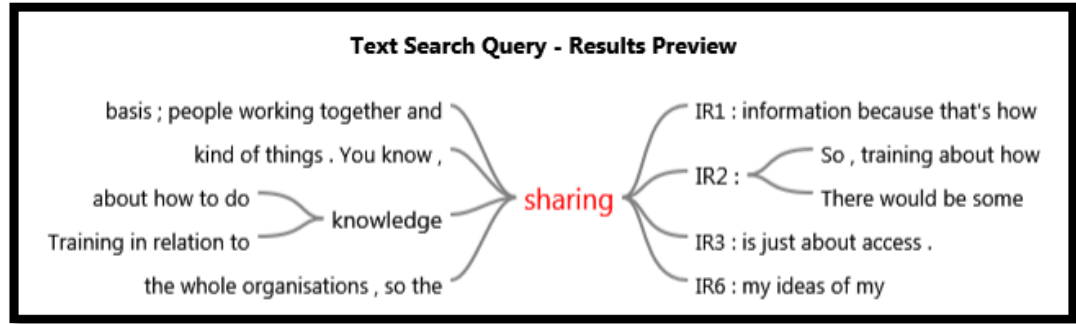 Text Search Query - Results Preview
basis ; people working together and
kind of things . You know ,
about how to do
Training in relation to
knowledge
the whole organisations , so the
sharing
IR1 : information because that's how
IR2 :
So , training about how
There would be some
IR3 : is just about access .
IR6 : my ideas of my